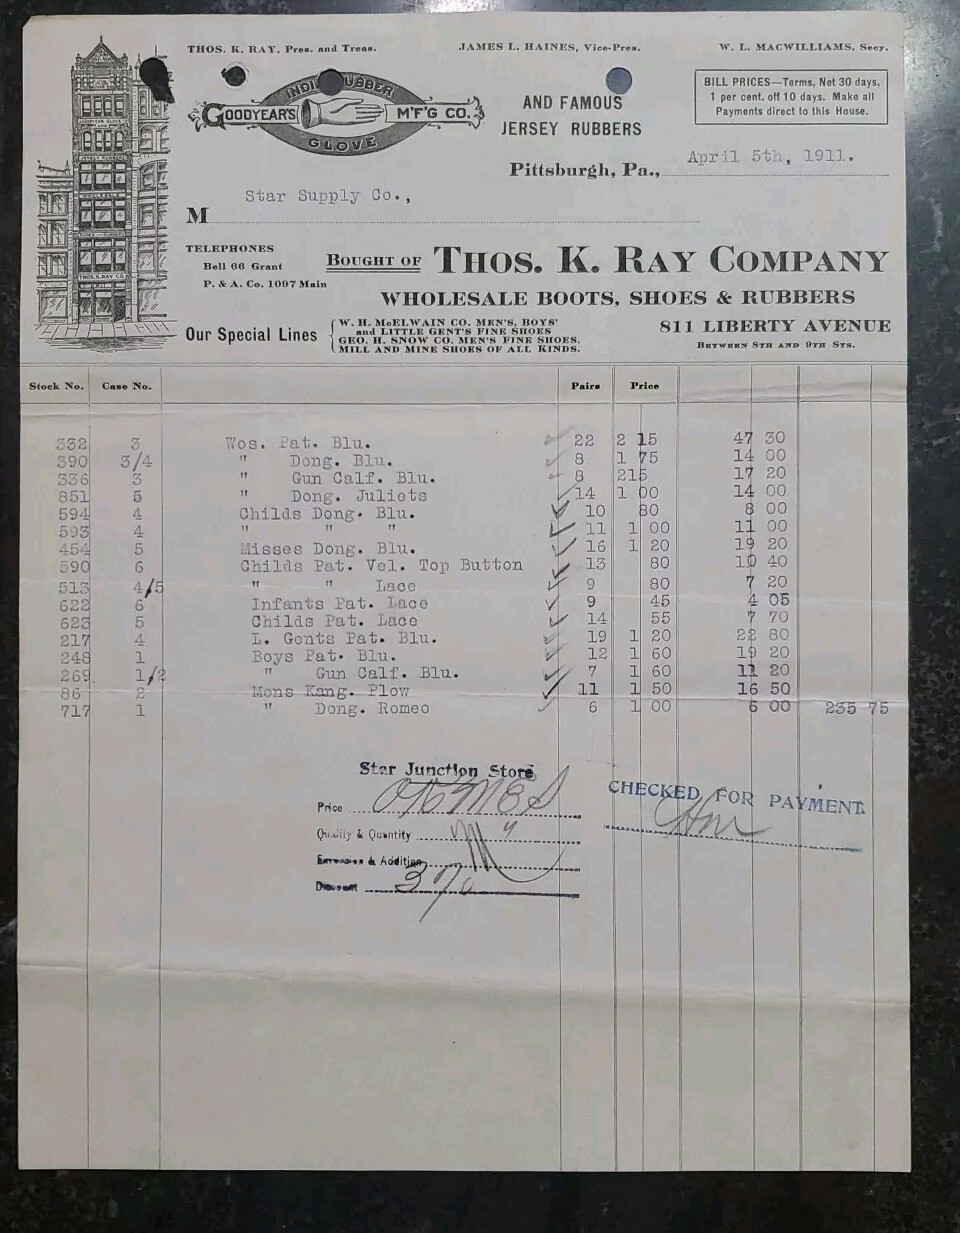 THOS. K. RAY, Pres. and Treas.
JAMES L. HAINES, Vice-Pres.
W. L. MACWILLIAMS, Secy.
RUBBER
GOODYEAR'S M'F'G CO.
GLOVE
AND FAMOUS
JERSEY RUBBERS
BILL PRICES—Terms, Net 30 days,
1 per cent. off 10 days. Make all
Payments direct to this House.
Pittsburgh, Pa., April 5th, 1911.
M Star Supply Co.,
TELEPHONES
Bell 66 Grant
P. & A. Co. 1097 Main
BOUGHT OF THOS. K. RAY COMPANY
WHOLESALE BOOTS, SHOES & RUBBERS
THOS. K. RAY CO.
Our Special Lines
W. H. McELWAIN CO. MEN'S, BOYS'
and LITTLE GENT'S FINE SHOES
GEO. H. SNOW CO. MEN'S FINE SHOES.
MILL AND MINE SHOES OF ALL KINDS.
811 LIBERTY AVENUE
BETWEEN 8TH AND 9TH STS.
Stock No. Case No. Pairs Price
332 3 Wos. Pat. Blu. 22 2 15 47 30
390 3/4 " Dong. Blu. 8 1 75 14 00
336 3 " Gun Calf. Blu. 8 215 17 20
851 5 " Dong. Juliets 14 1 00 14 00
594 4 Childs Dong. Blu. 10 80 8 00
593 4 " " " 11 1 00 11 00
454 5 Misses Dong. Blu. 16 1 20 19 20
590 6 Childs Pat. Vel. Top Button 13 80 10 40
513 4/5 " " Lace 9 80 7 20
622 6 Infants Pat. Lace 9 45 4 05
623 5 Childs Pat. Lace 14 55 7 70
217 4 L. Gents Pat. Blu. 19 1 20 22 80
248 1 Boys Pat. Blu. 12 1 60 19 20
269 1/2 " Gun Calf. Blu. 7 1 60 11 20
86 2 Mens Kang. Plow 11 1 50 16 50
717 1 " Dong. Romeo 6 1 00 6 00 235 75
Star Junction Store
Price OK MES
Quality & Quantity
Extension & Addition
Discount 3%
CHECKED FOR PAYMENT